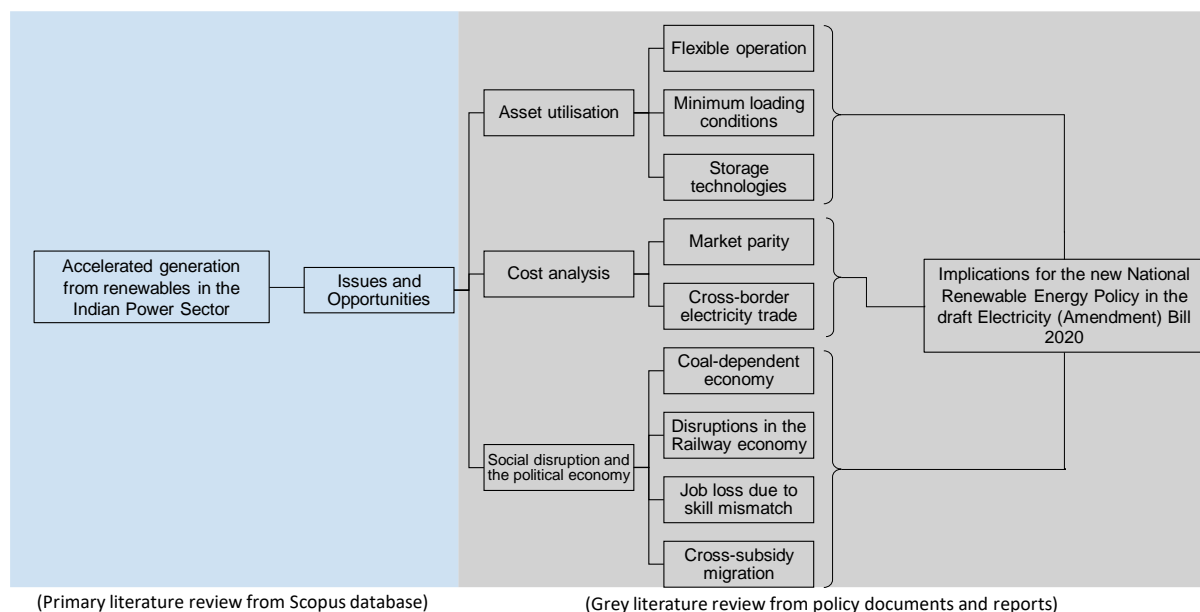 Accelerated generation
from renewables in the
Indian Power Sector
Issues and
Opportunities
Asset utilisation
Flexible operation
Minimum loading
conditions
Storage
technologies
Cost analysis
Market parity
Cross-border
electricity trade
Social disruption and
the political economy
Coal-dependent
economy
Disruptions in the
Railway economy
Job loss due to
skill mismatch
Cross-subsidy
migration
Implications for the new National
Renewable Energy Policy in the
draft Electricity (Amendment) Bill
2020
(Primary literature review from Scopus database)
(Grey literature review from policy documents and reports)